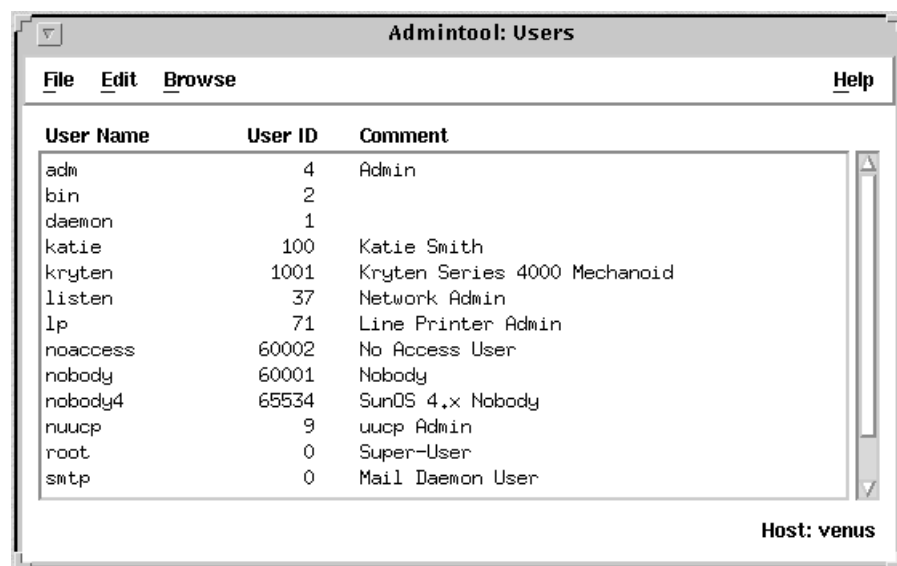 Admintool: Users
File Edit Browse Help
User Name User ID Comment
adm 4 Admin
bin 2
daemon 1
katie 100 Katie Smith
kryten 1001 Kryten Series 4000 Mechanoid
listen 37 Network Admin
lp 71 Line Printer Admin
noaccess 60002 No Access User
nobody 60001 Nobody
nobody4 65534 SunOS 4.x Nobody
nuucp 9 uucp Admin
root 0 Super-User
smtp 0 Mail Daemon User
Host: venus